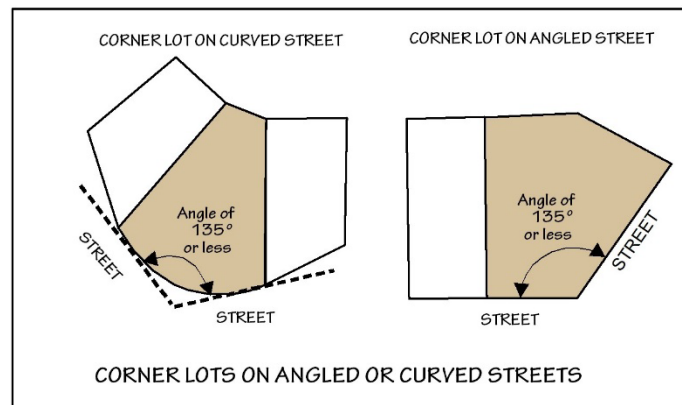 CORNER LOT ON CURVED STREET
CORNER LOT ON ANGLED STREET
Angle of
135°
or less
STREET
STREET
Angle of
135°
or less
STREET
STREET
CORNER LOTS ON ANGLED OR CURVED STREETS